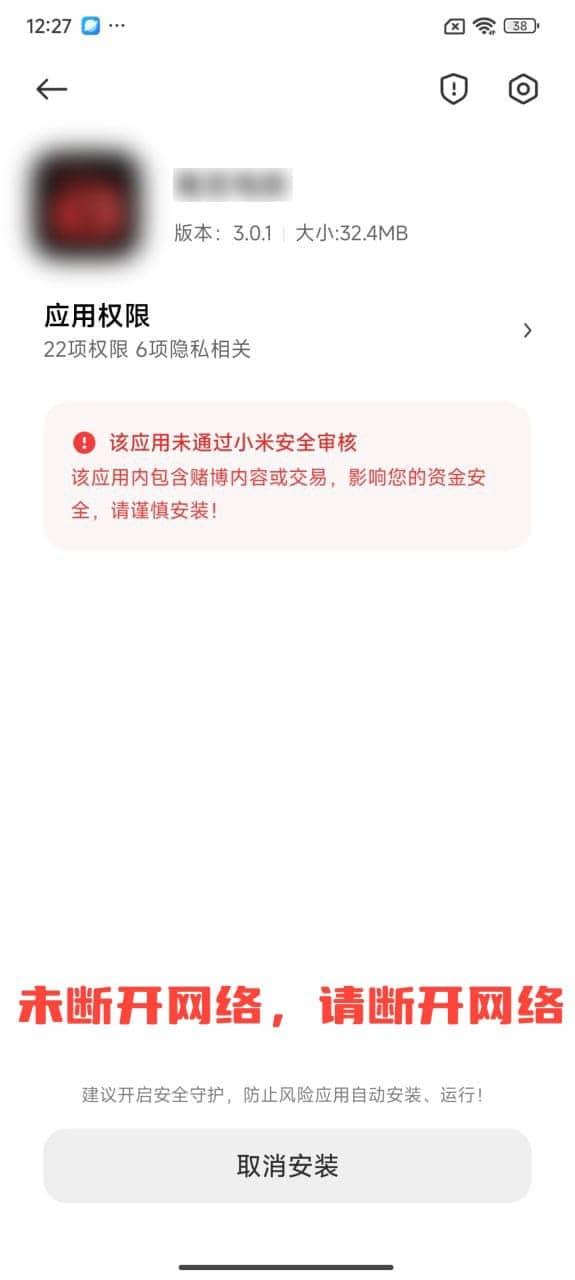 12:27
38
版本：3.0.1 大小:32.4MB
应用权限
22项权限 6项隐私相关
该应用未通过小米安全审核
该应用内包含赌博内容或交易，影响您的资金安
全，请谨慎安装！
未断开网络，请断开网络
建议开启安全守护，防止风险应用自动安装、运行！
取消安装